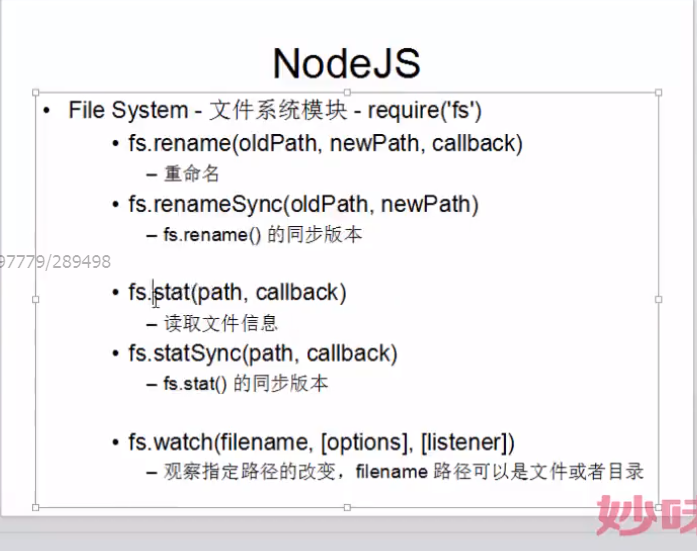 NodeJS
• File System - 文件系统模块 - require('fs')
• fs.rename(oldPath, newPath, callback)
– 重命名
• fs.renameSync(oldPath, newPath)
– fs.rename() 的同步版本
97779/289498
• fs.stat(path, callback)
– 读取文件信息
• fs.statSync(path, callback)
– fs.stat() 的同步版本
• fs.watch(filename, [options], [listener])
– 观察指定路径的改变，filename 路径可以是文件或者目录
妙味